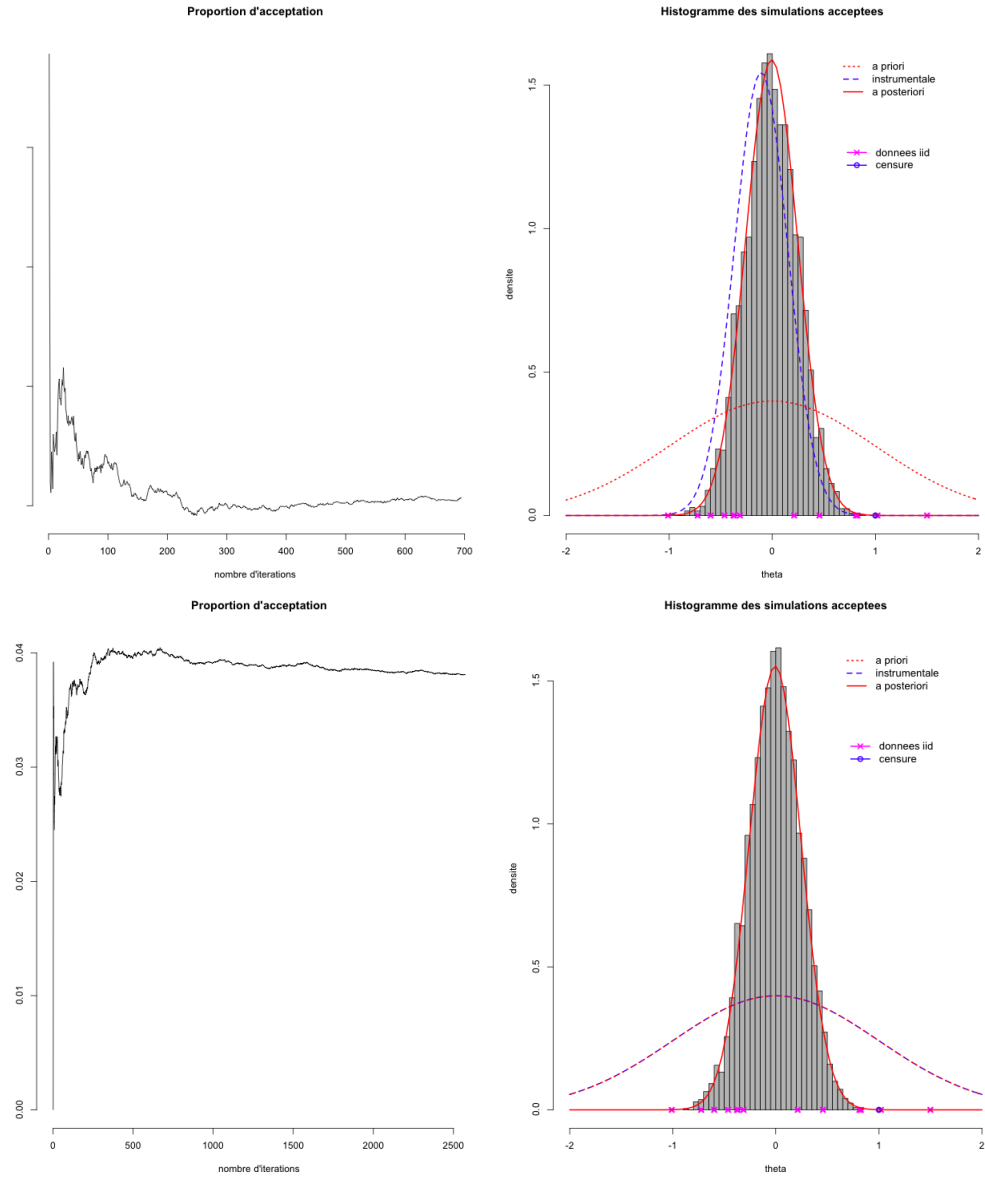 Proportion d'acceptation
0
100
200
300
400
500
600
700
nombre d'iterations
Histogramme des simulations acceptees
a priori
instrumentale
a posteriori
donnees iid
censure
densite
1.5
1.0
0.5
0.0
-2
-1
0
1
2
theta
Proportion d'acceptation
0.04
0.03
0.02
0.01
0.00
0
500
1000
1500
2000
2500
nombre d'iterations
Histogramme des simulations acceptees
a priori
instrumentale
a posteriori
donnees iid
censure
densite
1.5
1.0
0.5
0.0
-2
-1
0
1
2
theta